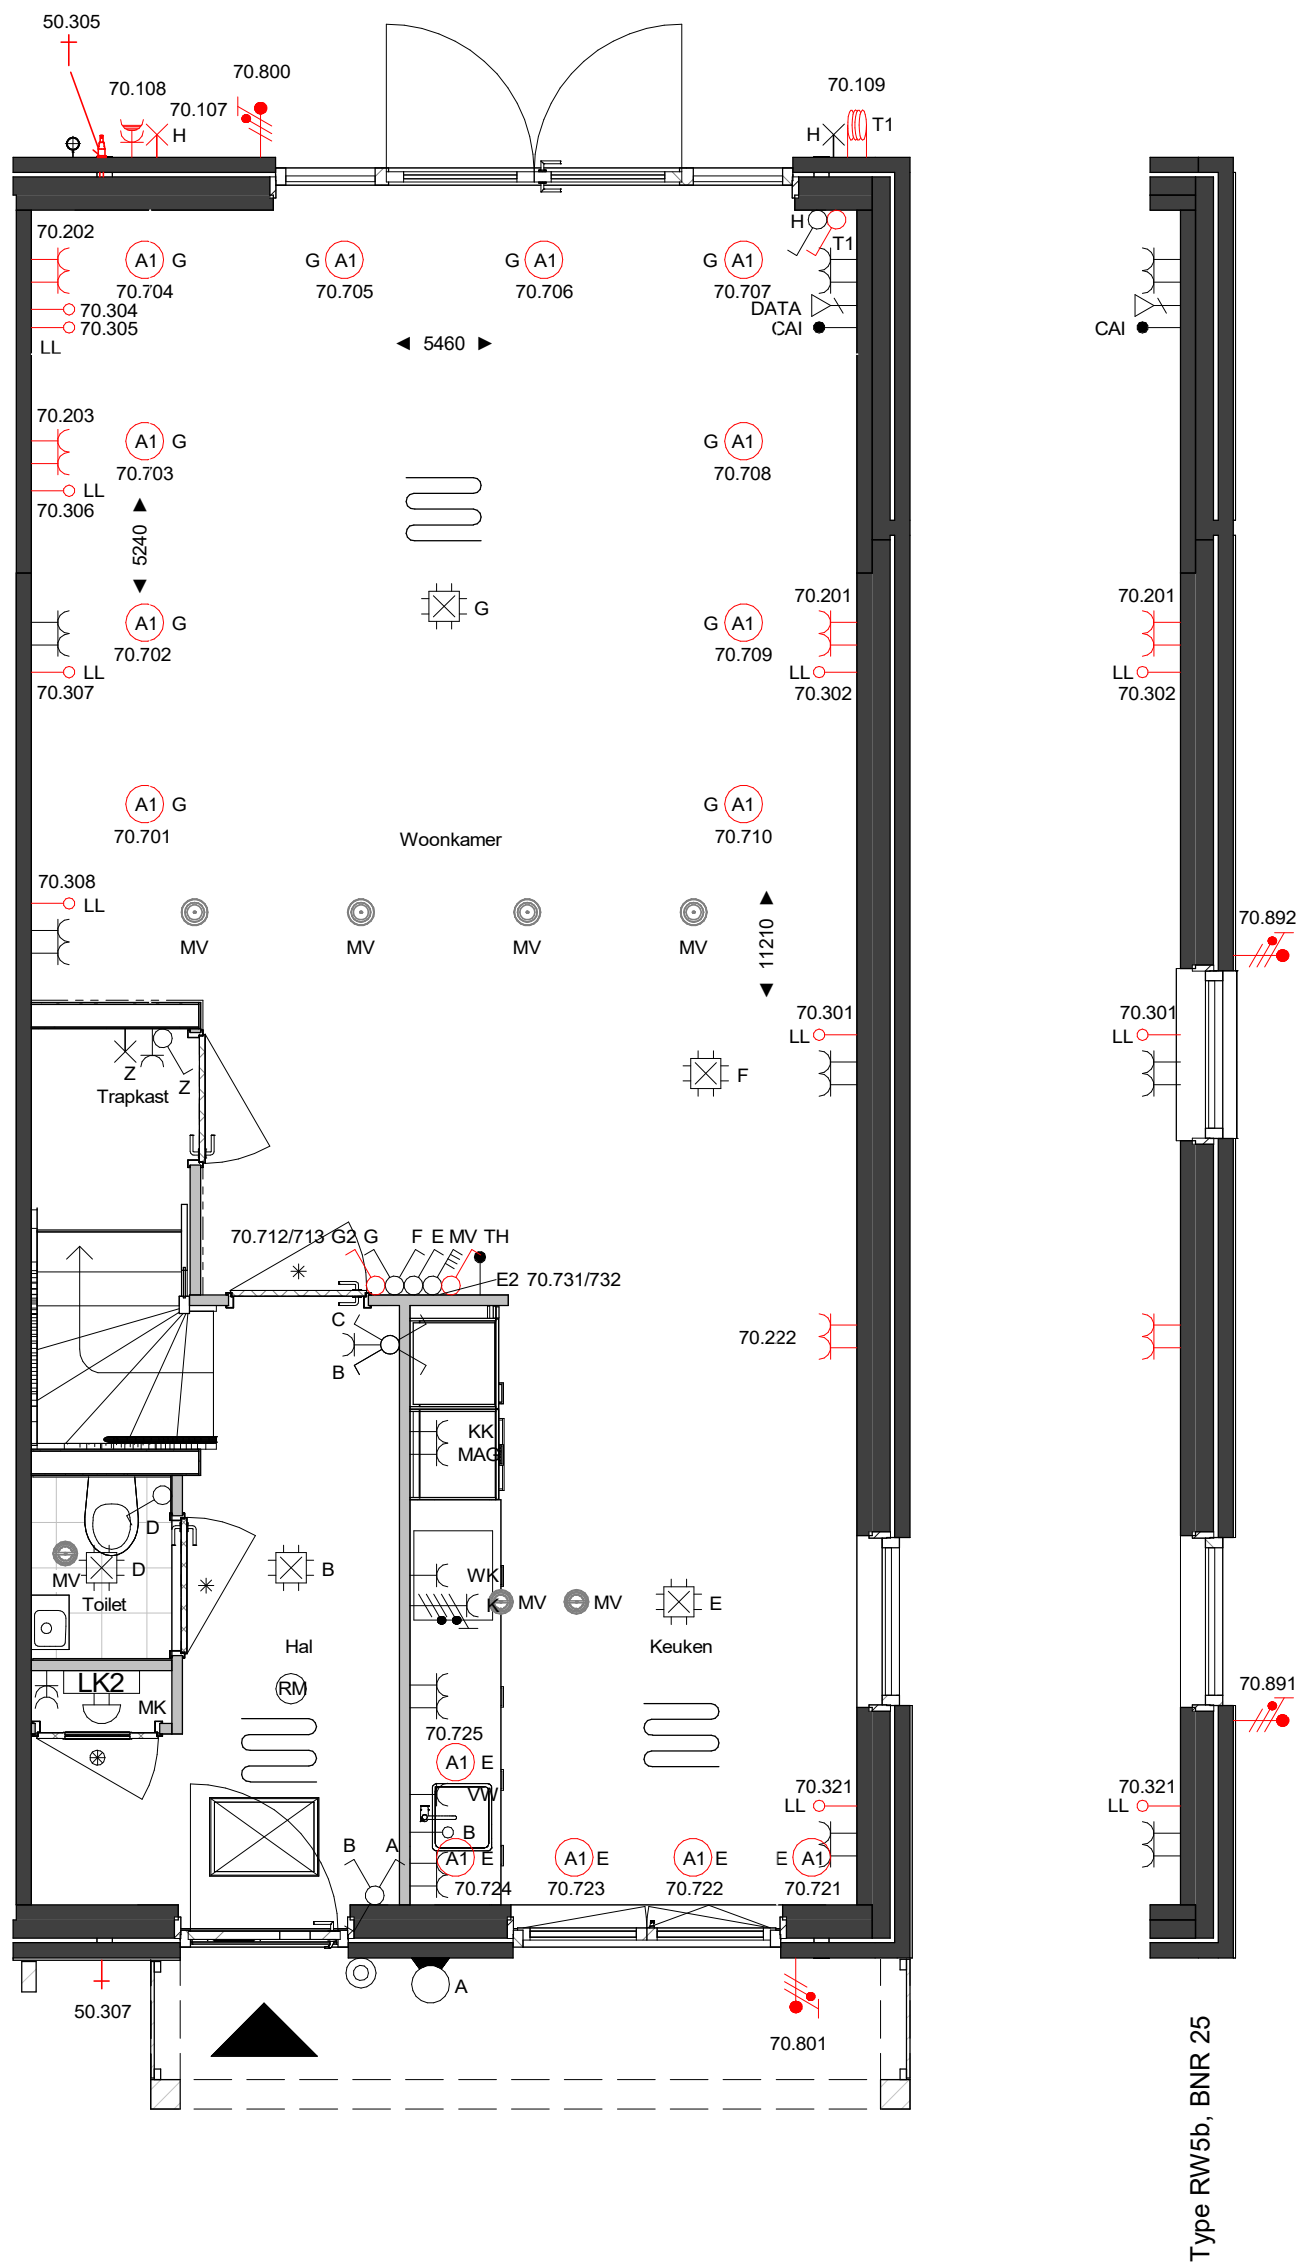 50.305
70.800
70.108
70.107
H
70.109
T1
H
70.202
A1 G
G A1
G A1
G A1
H
T1
70.704
70.705
70.706
70.707
70.304
70.305
LL
DATA
CAI
CAI
5460
70.203
A1 G
G A1
70.703
70.708
LL
70.306
5240
G
70.201
70.201
A1 G
G A1
70.702
70.709
LL
70.307
LL
70.302
LL
70.302
A1 G
G A1
70.701
70.710
Woonkamer
70.308
LL
MV
MV
MV
MV
11210
70.892
70.301
LL
70.301
LL
Z
Z
Trapkast
F
70.712/713 G2 G
F E MV TH
E2 70.731/732
C
B
70.222
KK
MAG
D
D
MV
Toilet
B
WK
K
MV
MV
E
Hal
Keuken
LK2
MK
RM
70.891
70.725
A1 E
VW
70.321
LL
70.321
LL
B
B A
A1 E
A1 E
A1 E
E A1
70.724
70.723
70.722
70.721
A
50.307
70.801
Type RW5b, BNR 25